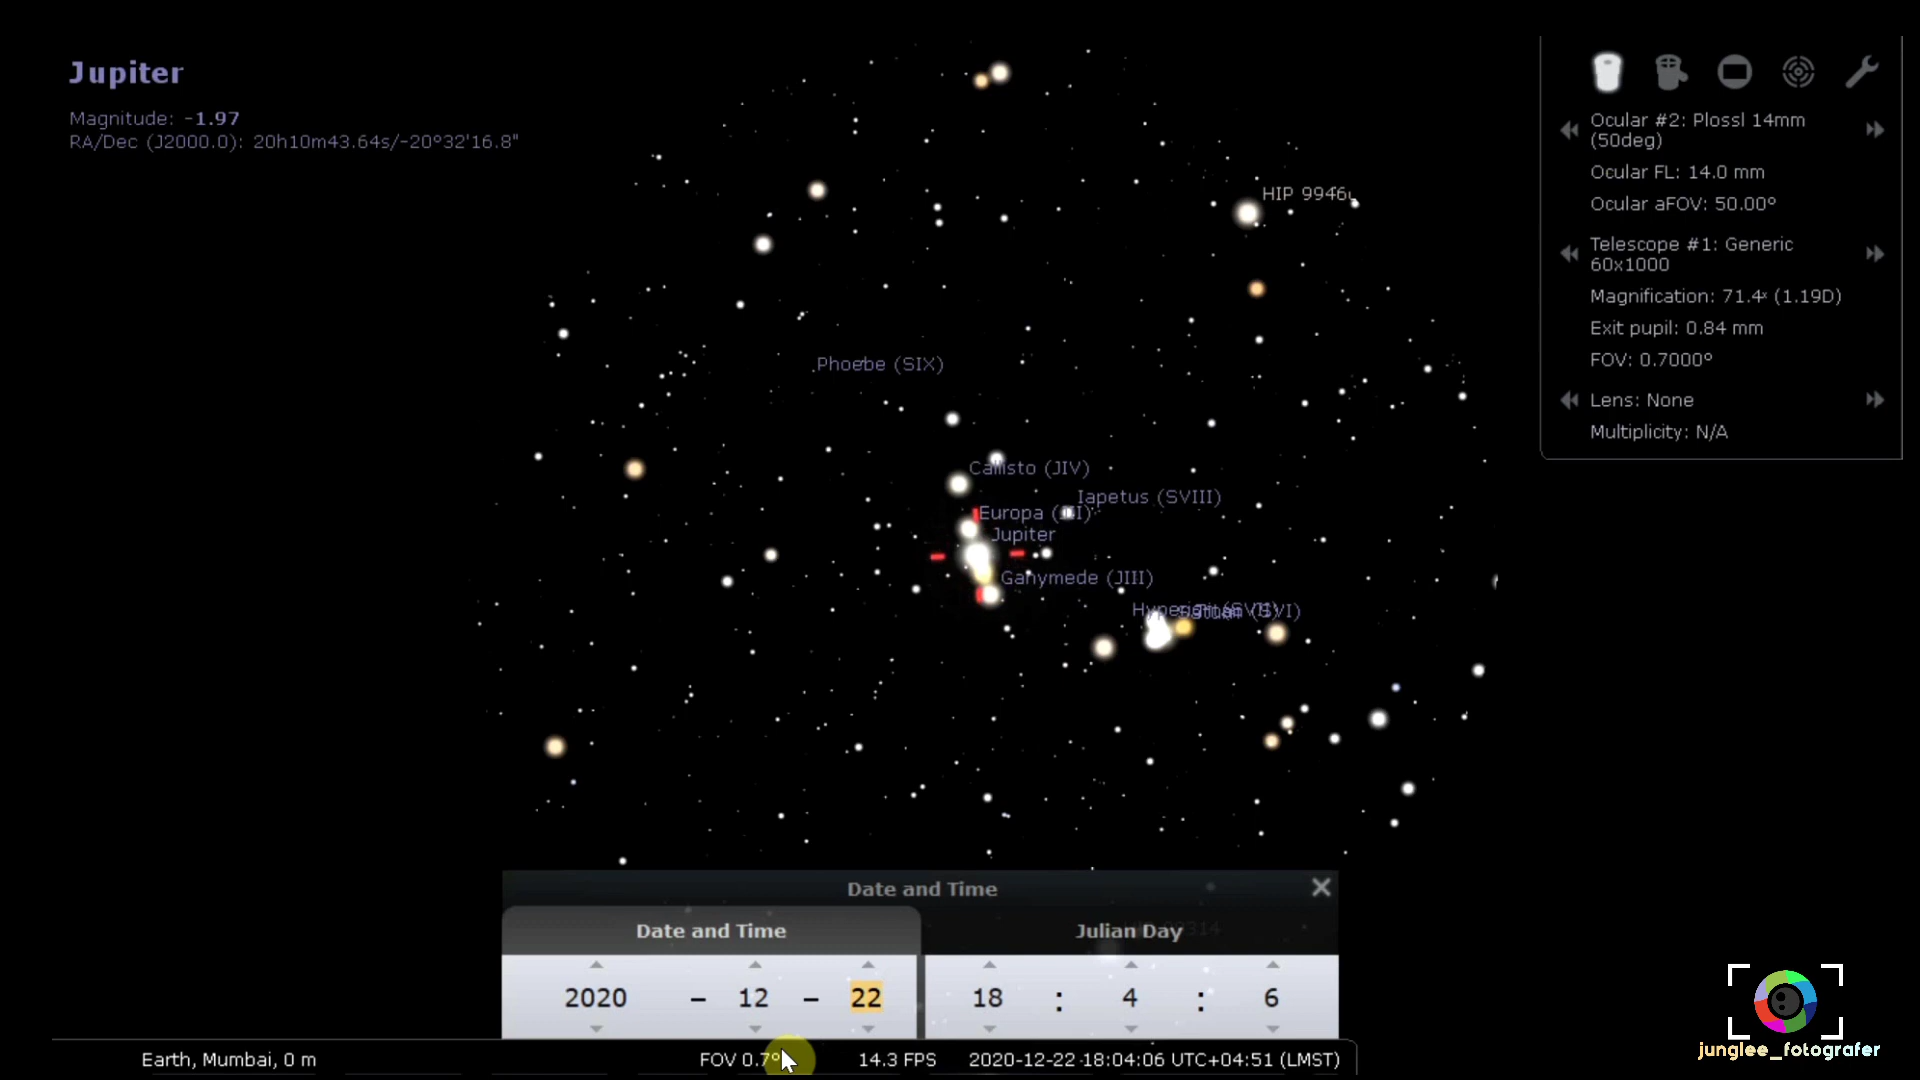 Jupiter
Magnitude: -1.97
RA/Dec (J2000.0): 20h10m43.64s/-20°32'16.8"
Ocular #2: Plossl 14mm
(50deg)
Ocular FL: 14.0 mm
Ocular aFOV: 50.00°
Telescope #1: Generic
60x1000
Magnification: 71.4x (1.19D)
Exit pupil: 0.84 mm
FOV: 0.7000°
Lens: None
Multiplicity: N/A
HIP
Phoebe (SIX)
Callisto (JIV)
Iapetus (SVIII)
Europa (JII)
Jupiter
Ganymede (JIII)
Date and Time
Date and Time
Julian Day
2020 - 12 - 22 18 : 4 : 6
Earth, Mumbai, 0 m
FOV 0.7°
14.3 FPS
2020-12-22 18:04:06 UTC+04:51 (LMST)
junglee_fotografer